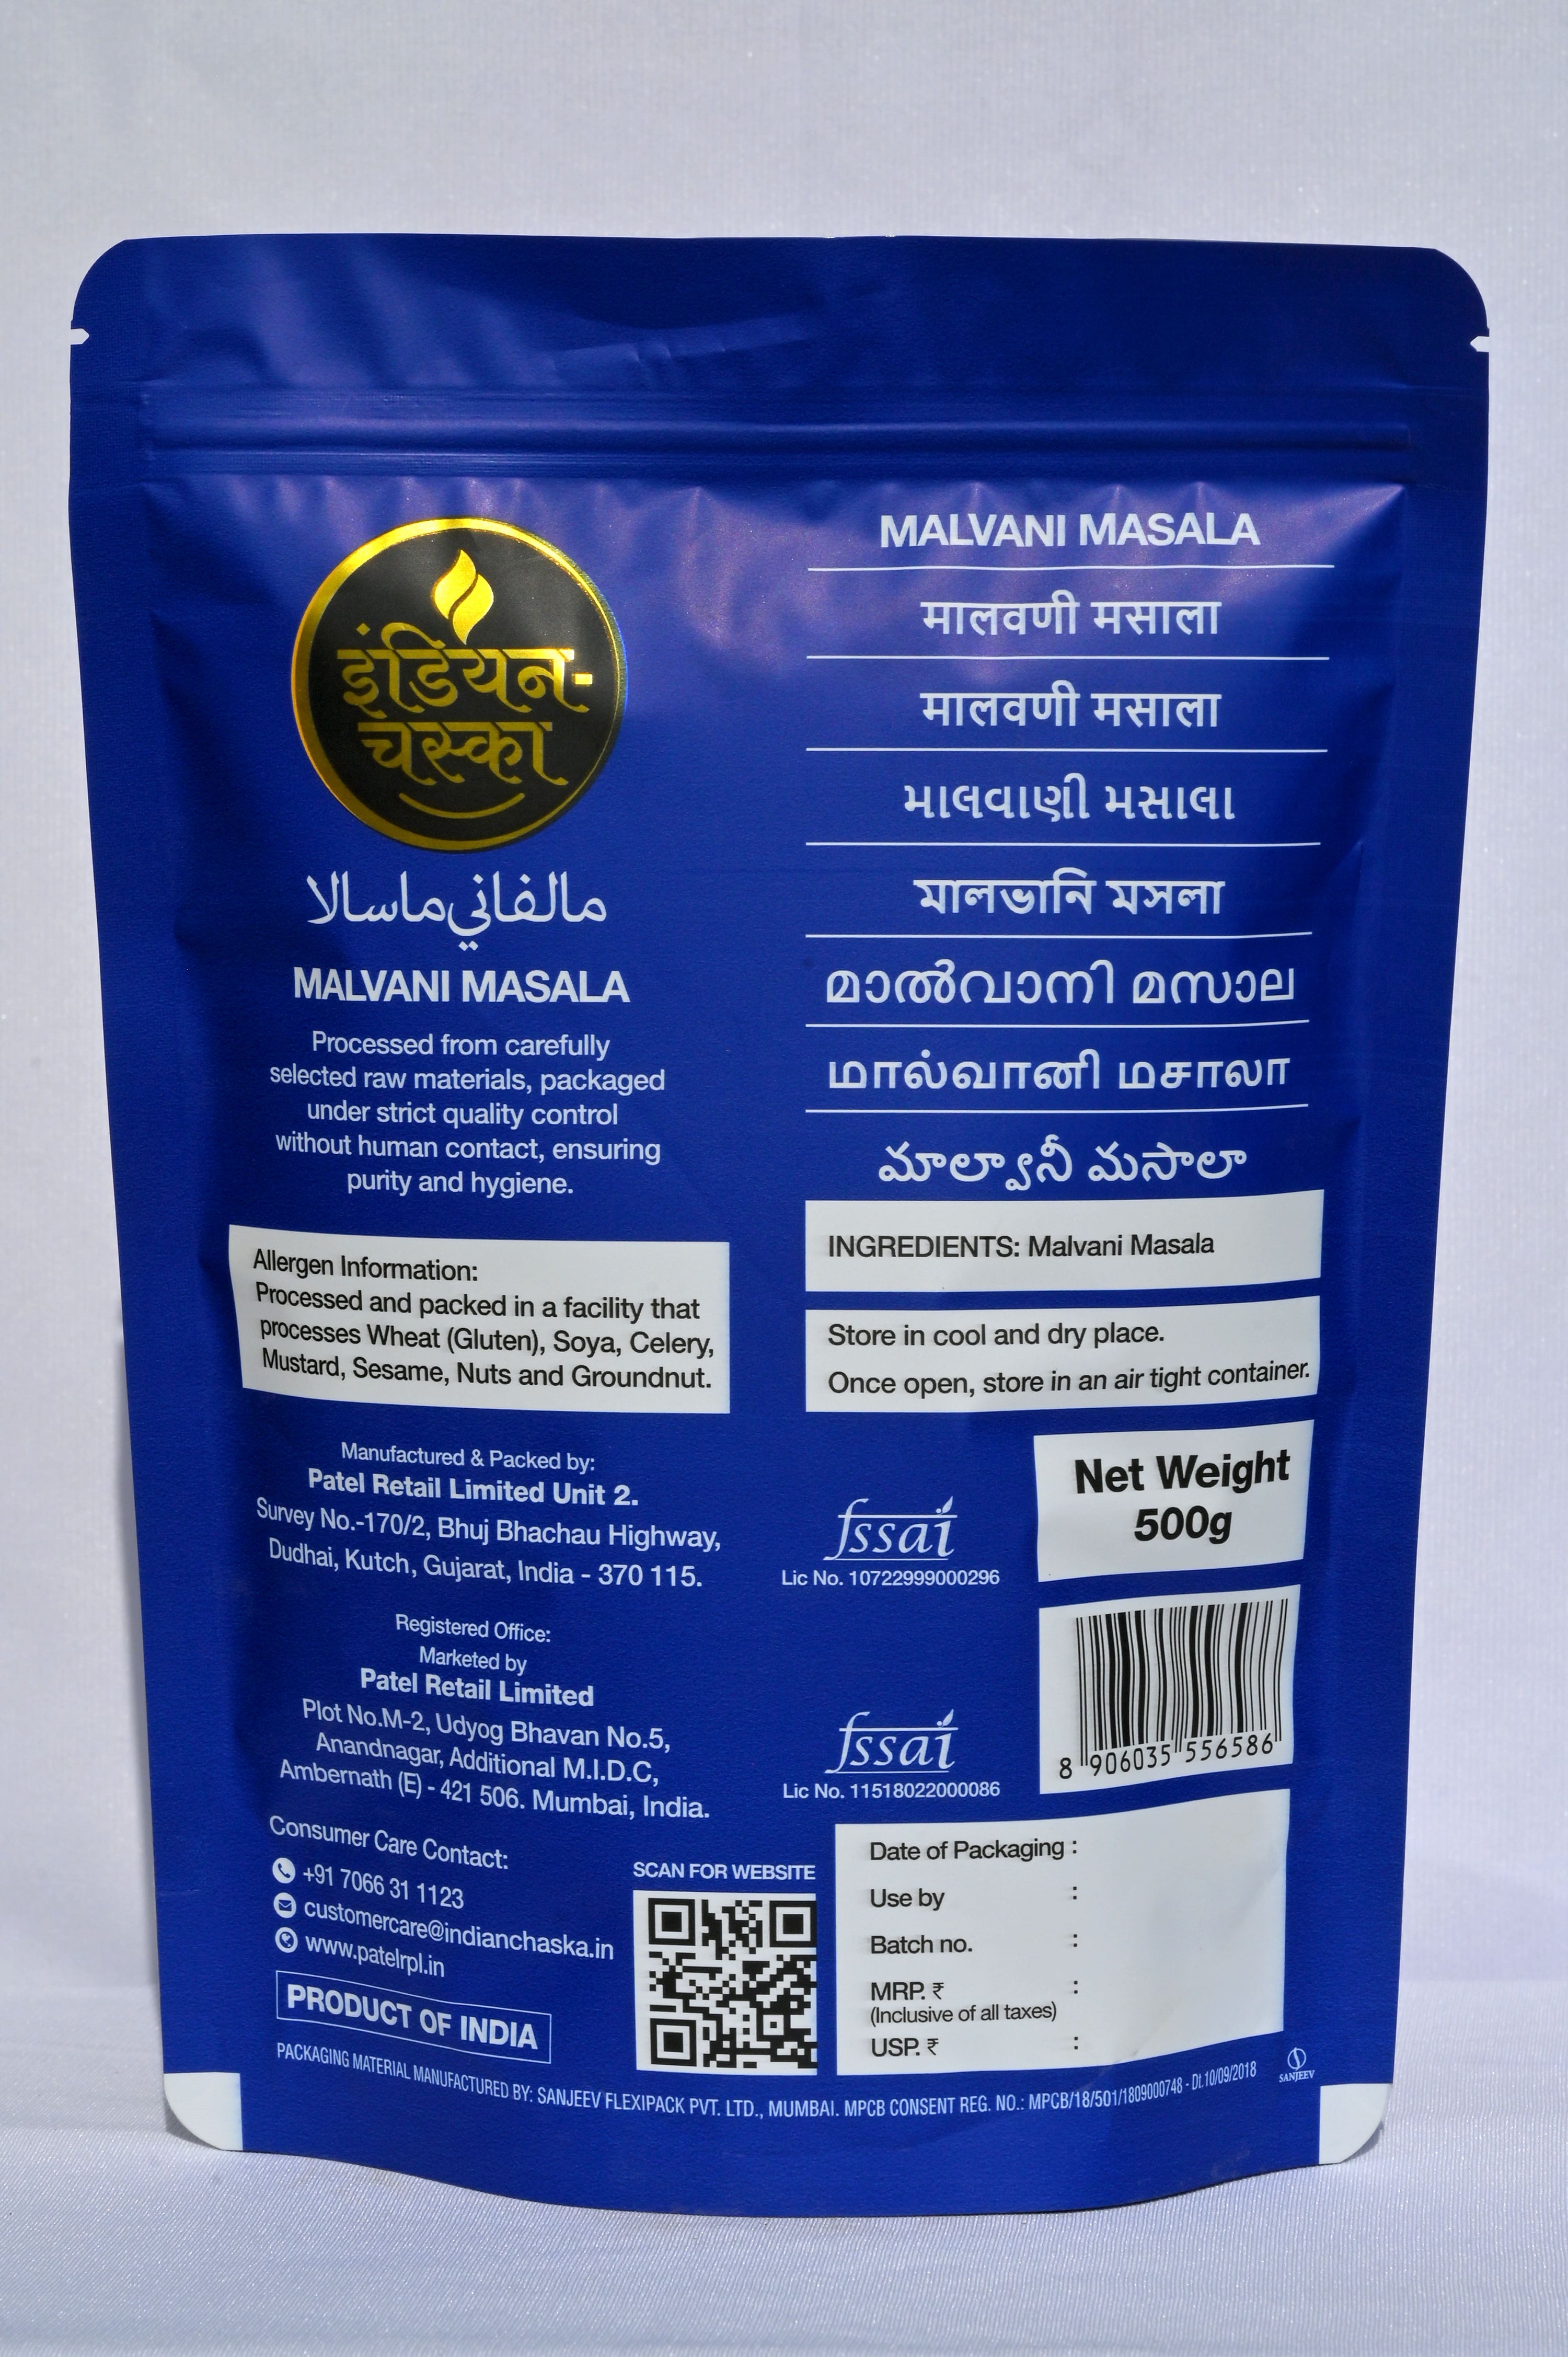 इंडियन-
चस्का
مالفاني ماسالا
MALVANI MASALA
Processed from carefully
selected raw materials, packaged
under strict quality control
without human contact, ensuring
purity and hygiene.
Allergen Information:
Processed and packed in a facility that
processes Wheat (Gluten), Soya, Celery,
Mustard, Sesame, Nuts and Groundnut.
Manufactured & Packed by:
Patel Retail Limited Unit 2.
Survey No.-170/2, Bhuj Bhachau Highway,
Dudhai, Kutch, Gujarat, India - 370 115.
Registered Office:
Marketed by
Patel Retail Limited
Plot No.M-2, Udyog Bhavan No.5,
Anandnagar, Additional M.I.D.C,
Ambernath (E) - 421 506. Mumbai, India.
Consumer Care Contact:
+91 7066 31 1123
customercare@indianchaska.in
www.patelrpl.in
PRODUCT OF INDIA
SCAN FOR WEBSITE
MALVANI MASALA
मालवणी मसाला
मालवणी मसाला
માલવાણી મસાલા
মালভানি মসলা
മാൽവാനി മസാല
மால்வானி மசாலா
మాల్వానీ మసాలా
INGREDIENTS: Malvani Masala
Store in cool and dry place.
Once open, store in an air tight container.
Net Weight
500g
fssai
Lic No. 10722999000296
fssai
Lic No. 11518022000086
8 906035 556586
Date of Packaging :
Use by :
Batch no. :
MRP. ₹ :
(Inclusive of all taxes)
USP. ₹ :
PACKAGING MATERIAL MANUFACTURED BY: SANJEEV FLEXIPACK PVT. LTD., MUMBAI. MPCB CONSENT REG. NO.: MPCB/18/501/1809000748 - Dt.10/09/2018
SANJEEV